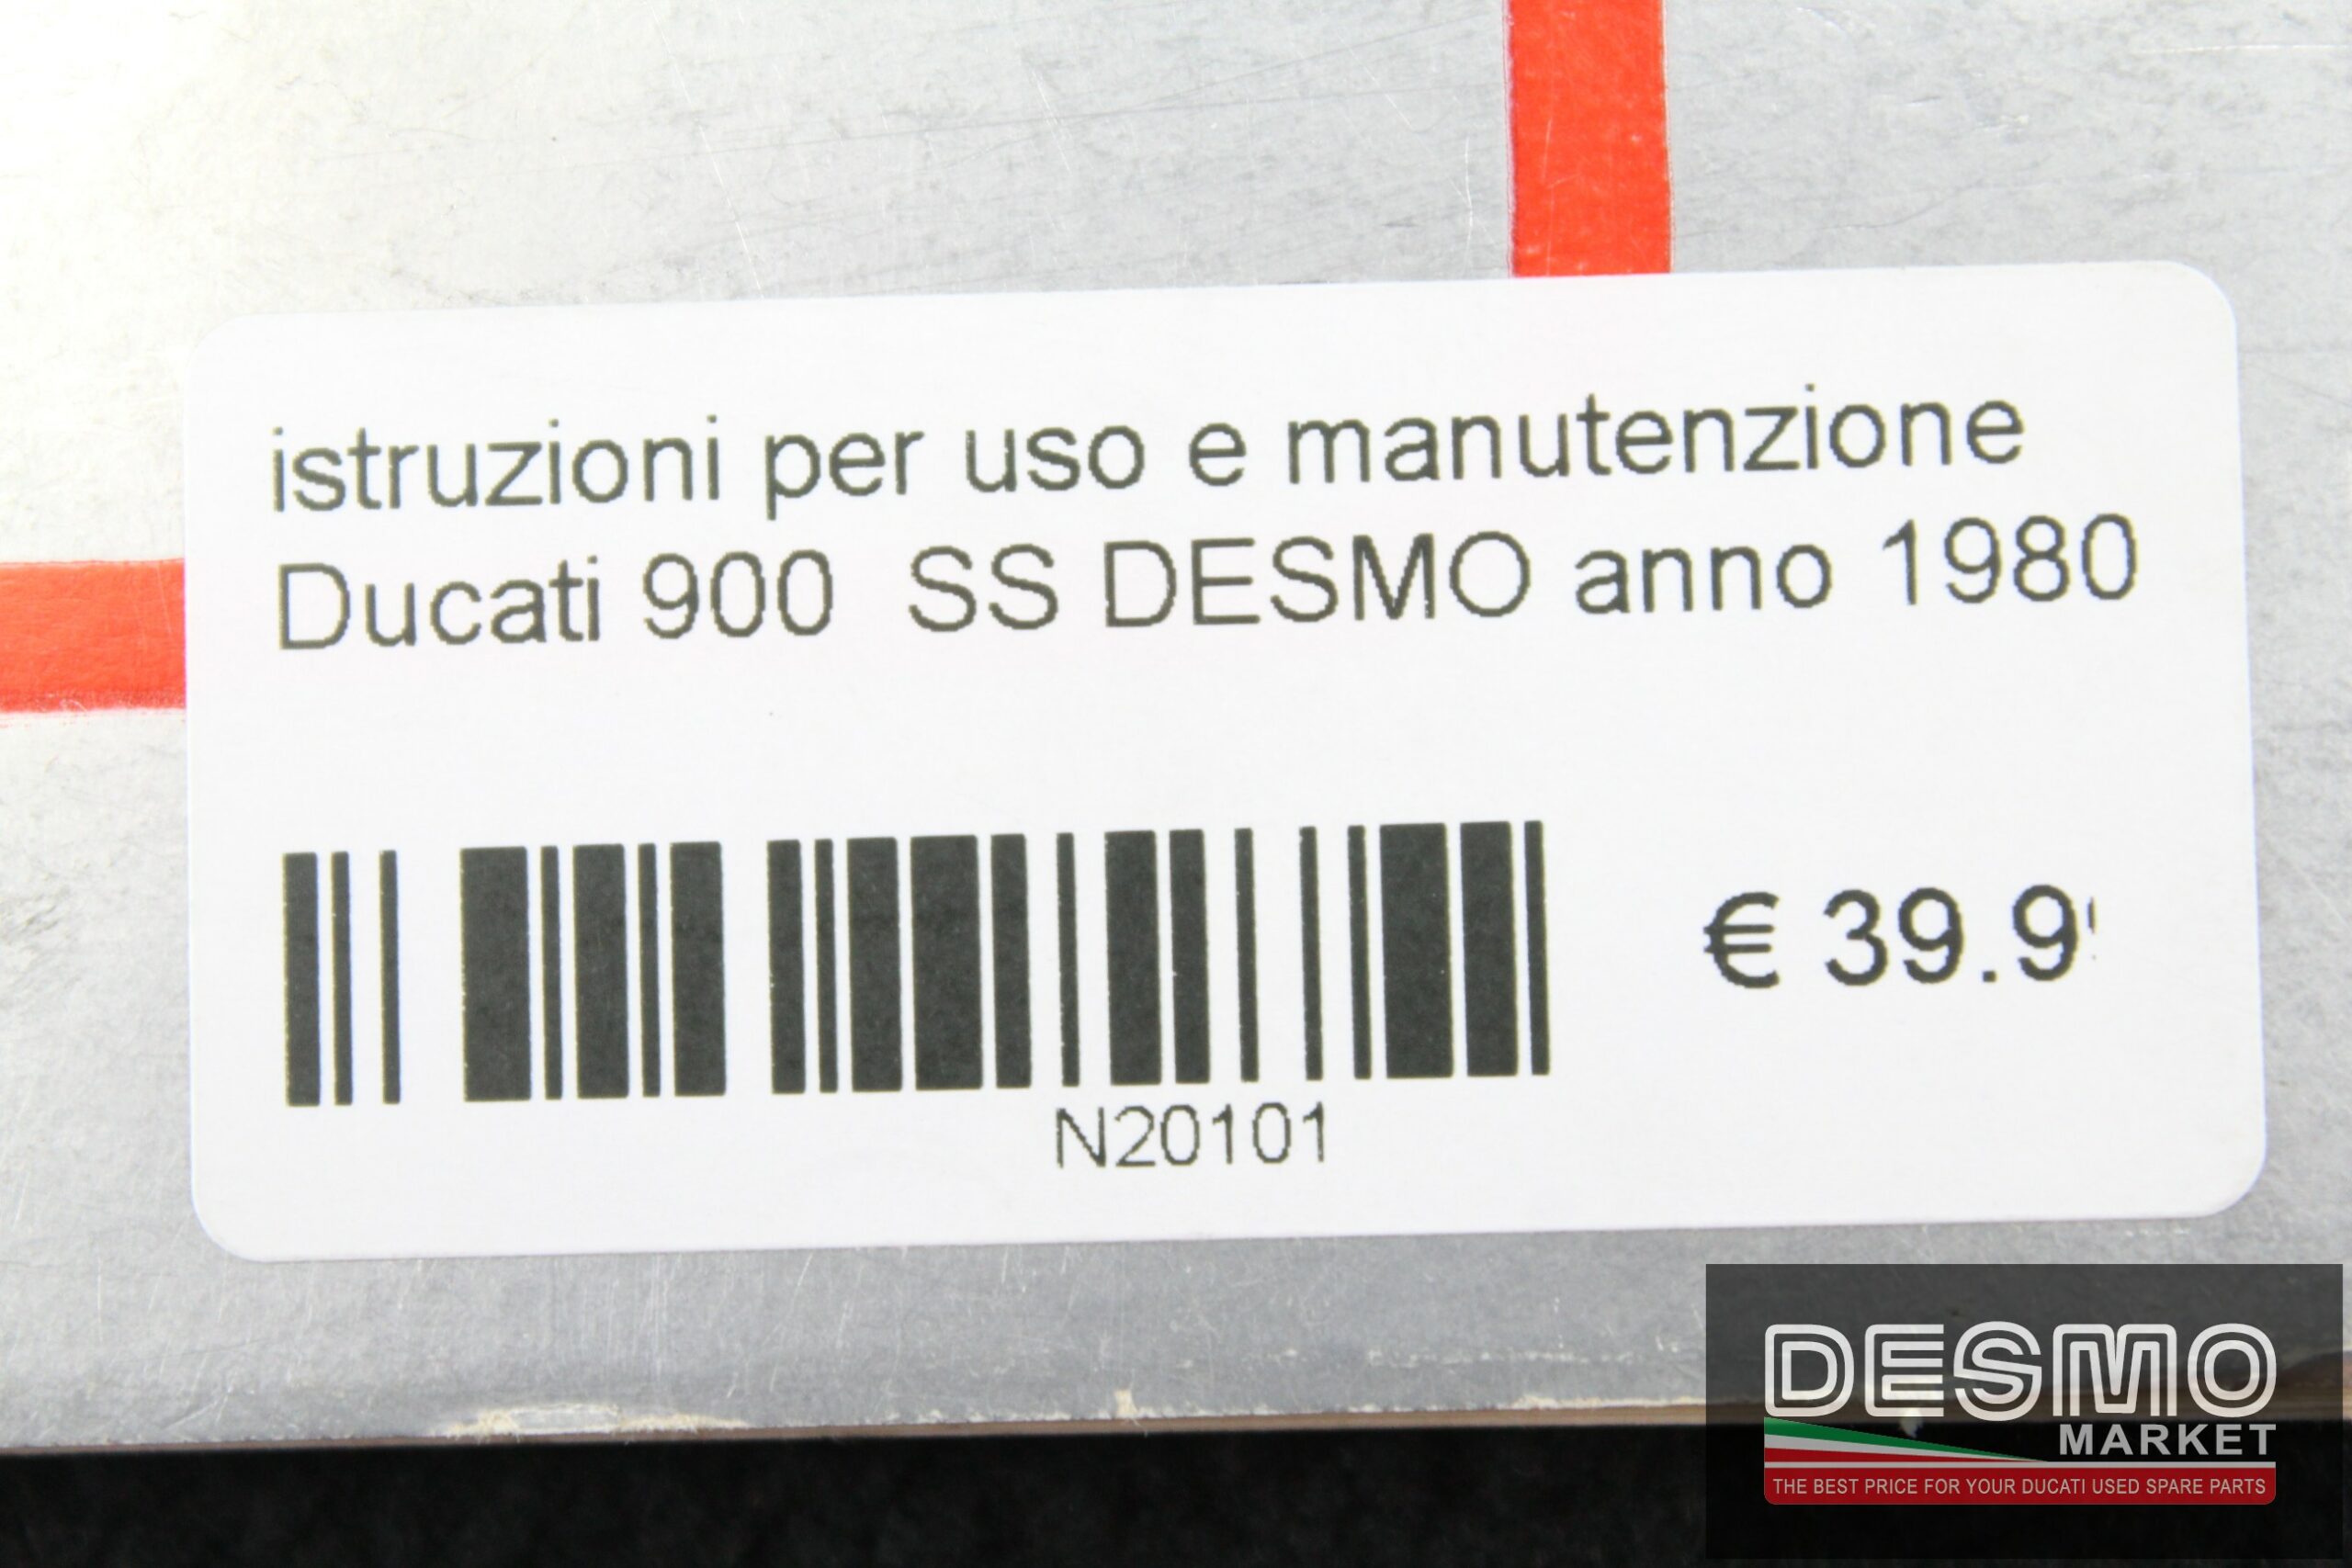 istruzioni per uso e manutenzione
Ducati 900  SS DESMO anno 1980
€ 39.9
N20101
DESMO
MARKET
THE BEST PRICE FOR YOUR DUCATI USED SPARE PARTS